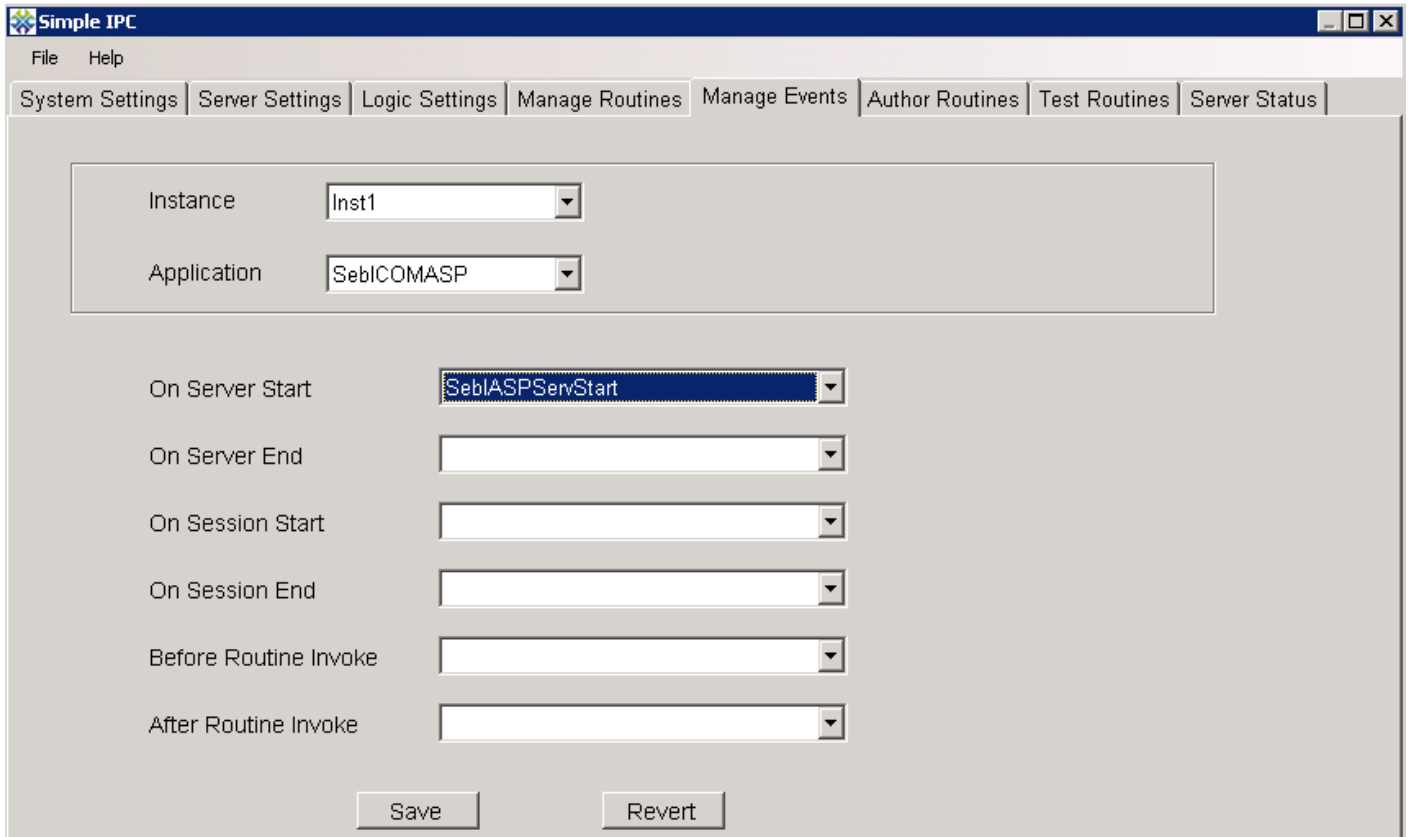 Simple IPC
File Help
System Settings Server Settings Logic Settings Manage Routines Manage Events Author Routines Test Routines Server Status
Instance Inst1
Application SeblCOMASP
On Server Start SeblASPServStart
On Server End
On Session Start
On Session End
Before Routine Invoke
After Routine Invoke
Save Revert